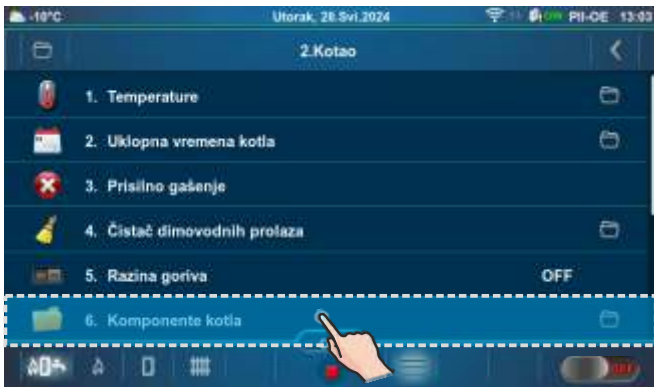 -10°C Utorak, 28.Svi.2024 PII-OE 13:03
2.Kotao
1. Temperature
2. Uklopna vremena kotla
3. Prisilno gašenje
4. Čistač dimovodnih prolaza
5. Razina goriva OFF
6. Komponente kotla
OFF